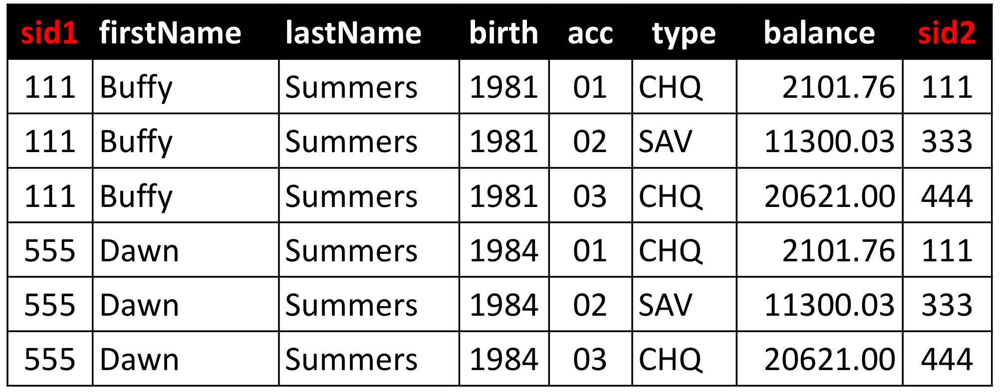 sid1 firstName lastName birth acc type balance sid2
111 Buffy Summers 1981 01 CHQ 2101.76 111
111 Buffy Summers 1981 02 SAV 11300.03 333
111 Buffy Summers 1981 03 CHQ 20621.00 444
555 Dawn Summers 1984 01 CHQ 2101.76 111
555 Dawn Summers 1984 02 SAV 11300.03 333
555 Dawn Summers 1984 03 CHQ 20621.00 444